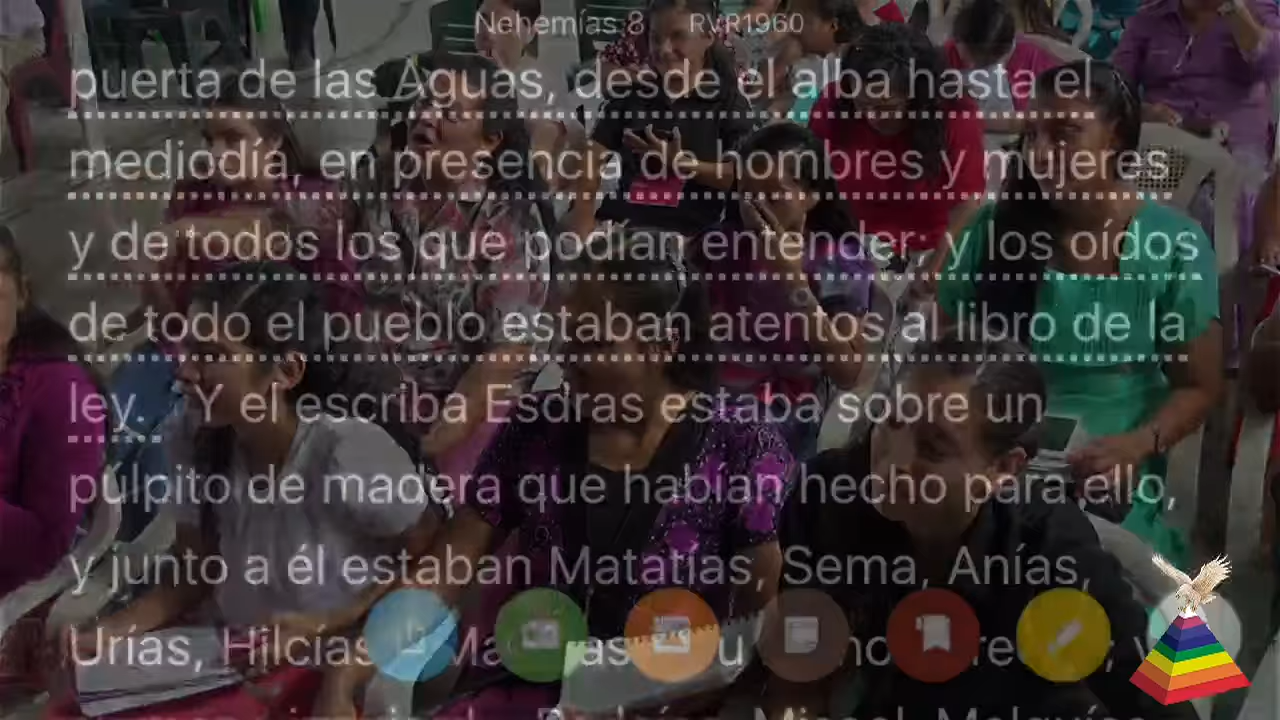 Nehemías 8 RVR1960
puerta de las Aguas, desde el alba hasta el
mediodía, en presencia de hombres y mujeres
y de todos los que podían entender; y los oídos
de todo el pueblo estaban atentos al libro de la
ley. Y el escriba Esdras estaba sobre un
púlpito de madera que habían hecho para ello,
y junto a él estaban Matatías, Sema, Anías,
Urías, Hilcías